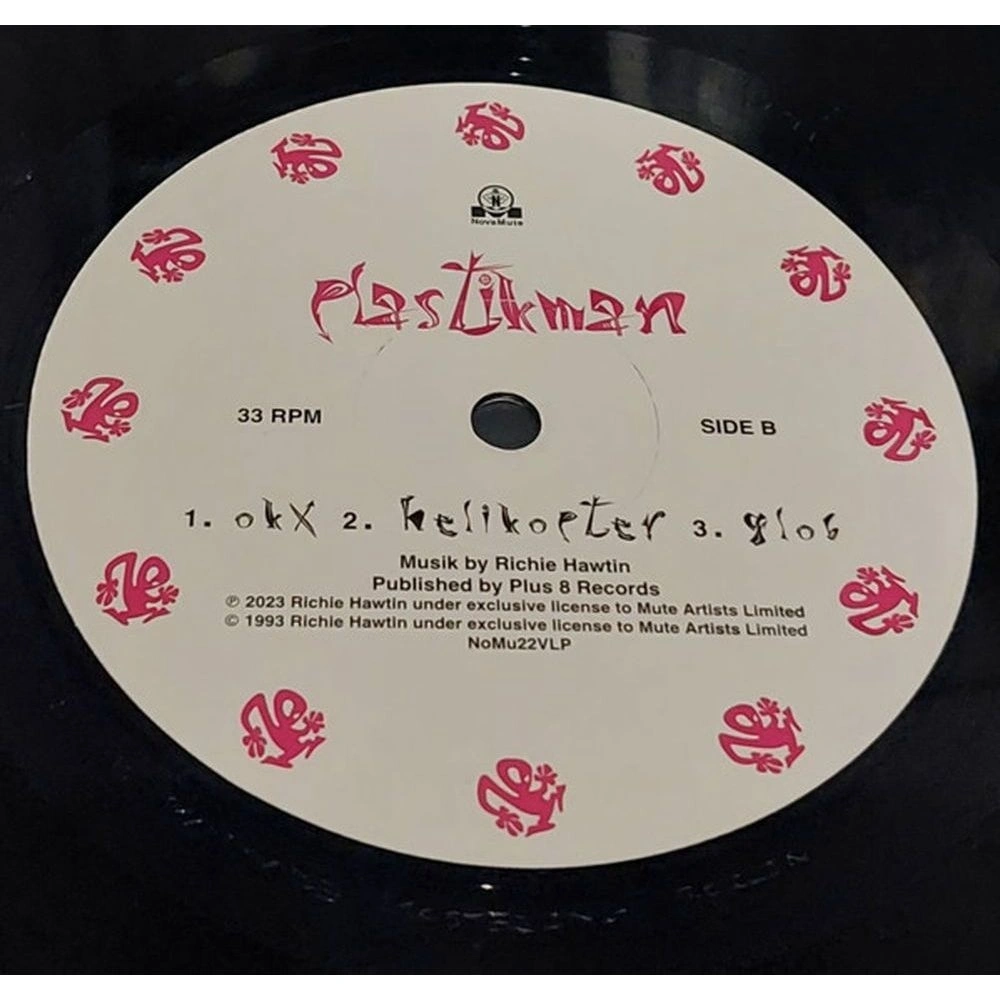 N
NovaMute
plastikman
33 RPM
SIDE B
1. okx 2. helikopter 3. glob
Musik by Richie Hawtin
Published by Plus 8 Records
℗ 2023 Richie Hawtin under exclusive license to Mute Artists Limited
© 1993 Richie Hawtin under exclusive license to Mute Artists Limited
NoMu22VLP